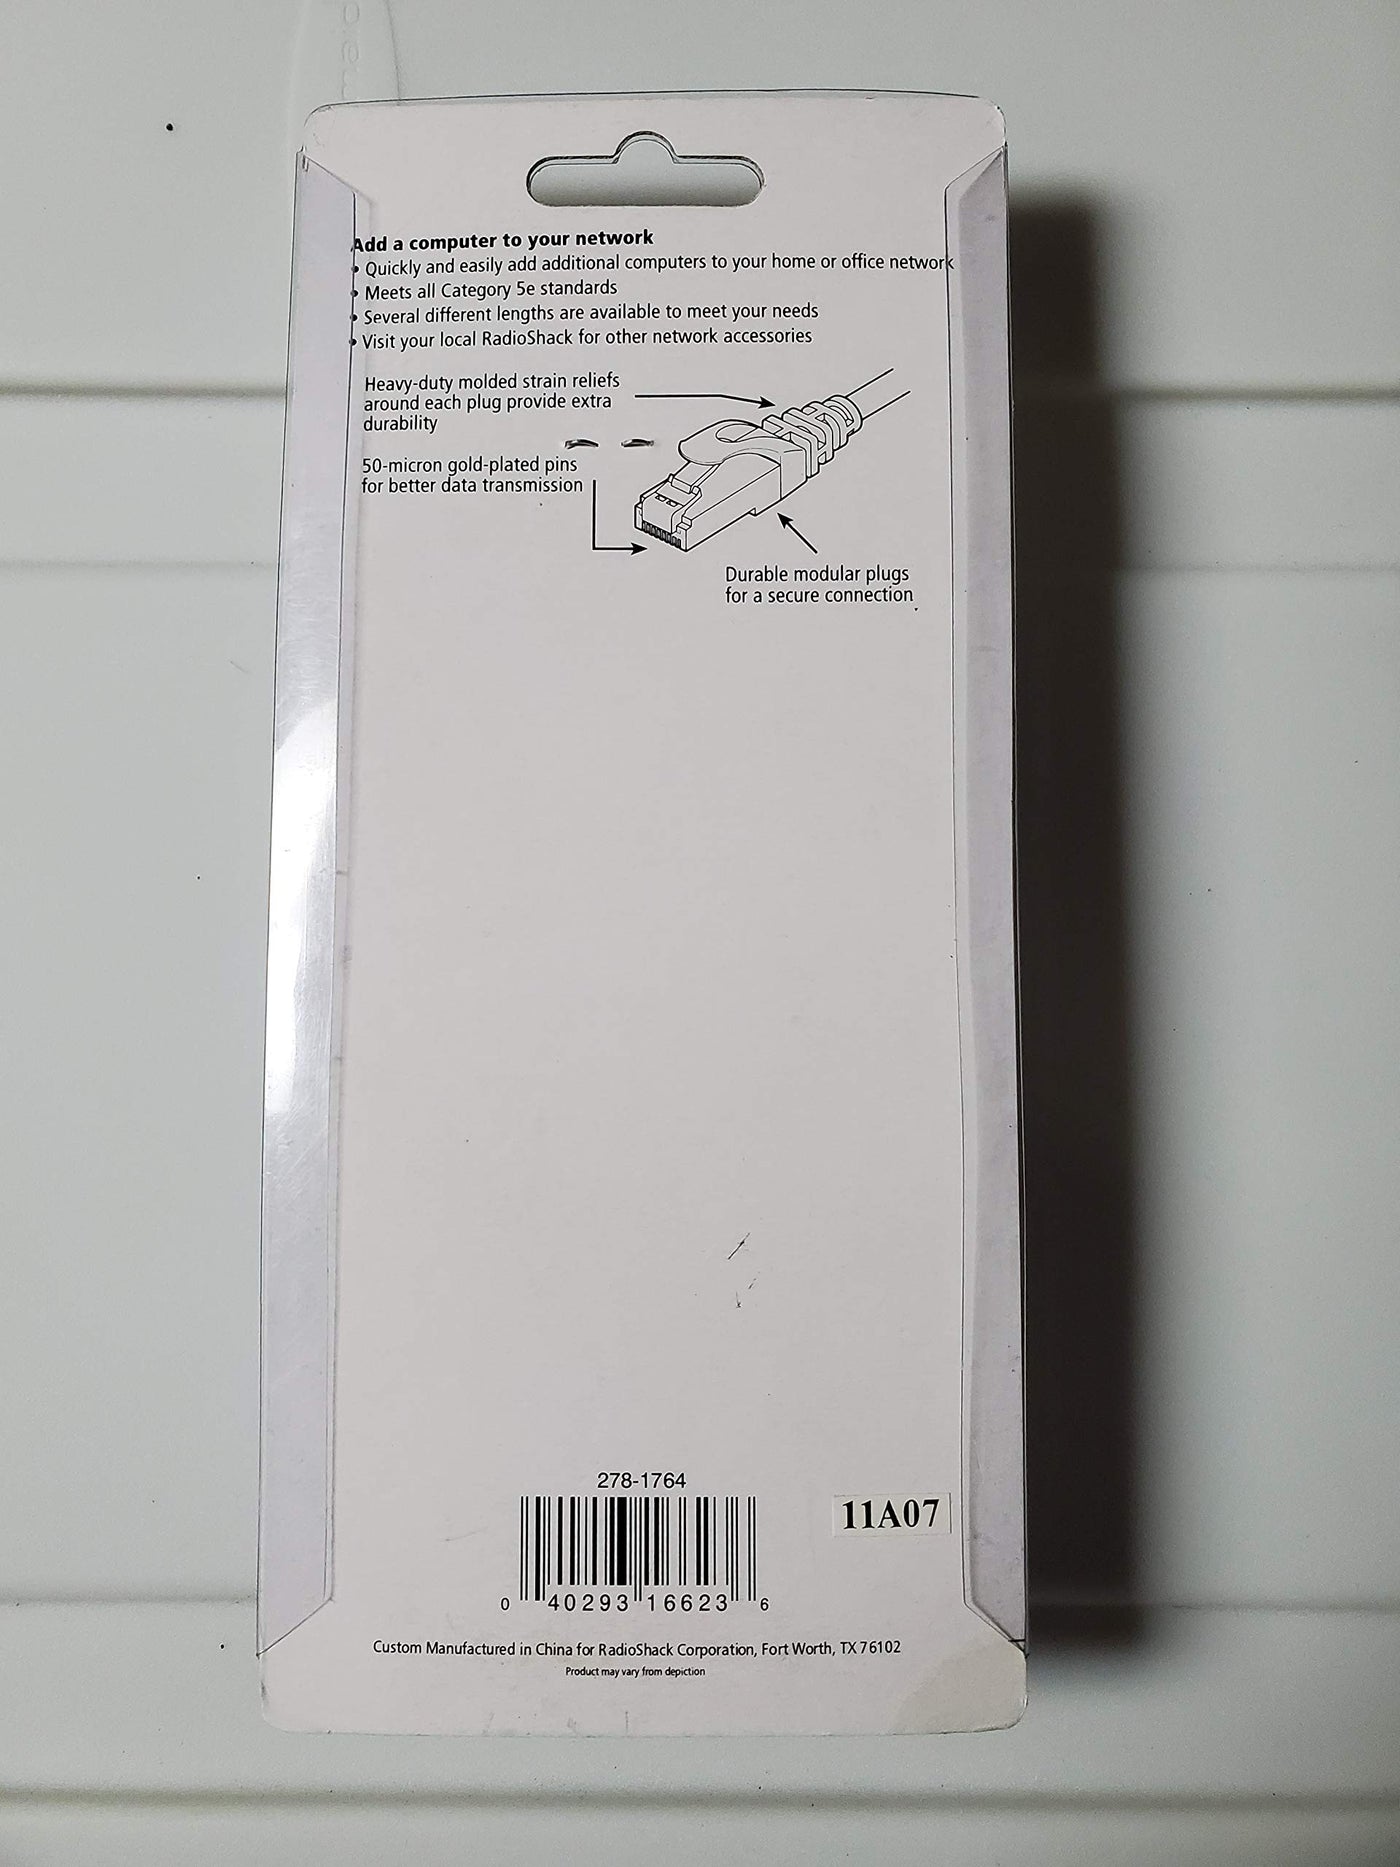 Add a computer to your network
• Quickly and easily add additional computers to your home or office network
• Meets all Category 5e standards
• Several different lengths are available to meet your needs
• Visit your local RadioShack for other network accessories
Heavy-duty molded strain reliefs
around each plug provide extra
durability
50-micron gold-plated pins
for better data transmission
Durable modular plugs
for a secure connection
278-1764
11A07
0 40293 16623 6
Custom Manufactured in China for RadioShack Corporation, Fort Worth, TX 76102
Product may vary from depiction